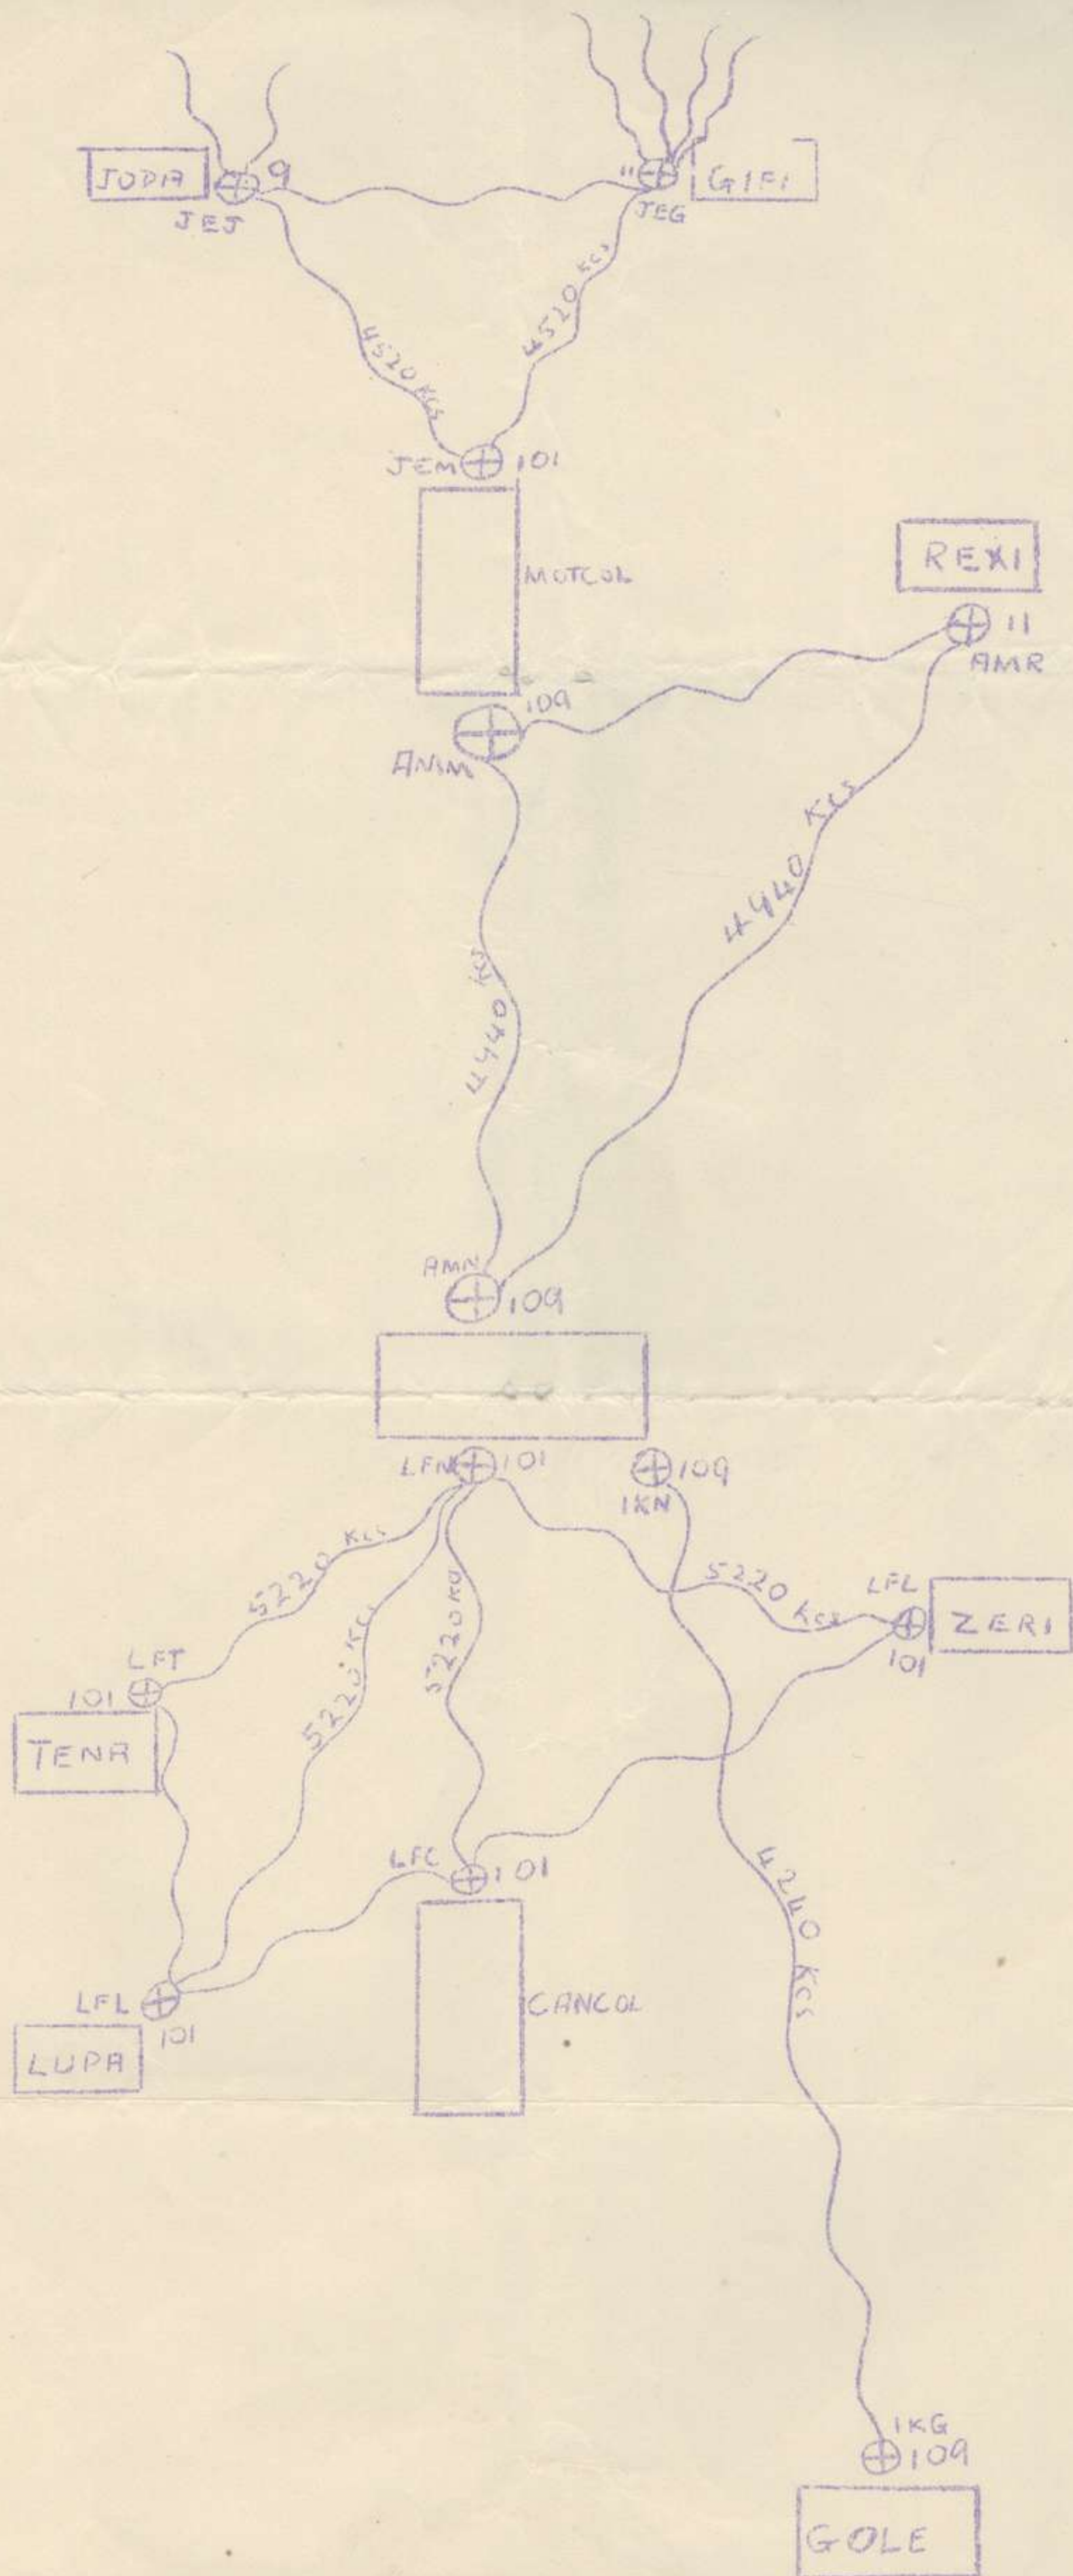 JODA
9
JEJ
11
GIFI
JEG
4520 Kcs
4520 Kcs
JEM
101
MOTCOL
REXI
11
AMR
109
AMM
4440 Kcs
4440 Kcs
AMN
109
LFN
101
109
IKN
5220 Kcs
5220 Kcs
5220 Kcs
5220 Kcs
LFL
ZERI
101
LFT
101
TENA
LFC
101
4240 Kcs
LFL
101
LUPA
CANCOL
IKG
109
GOLE